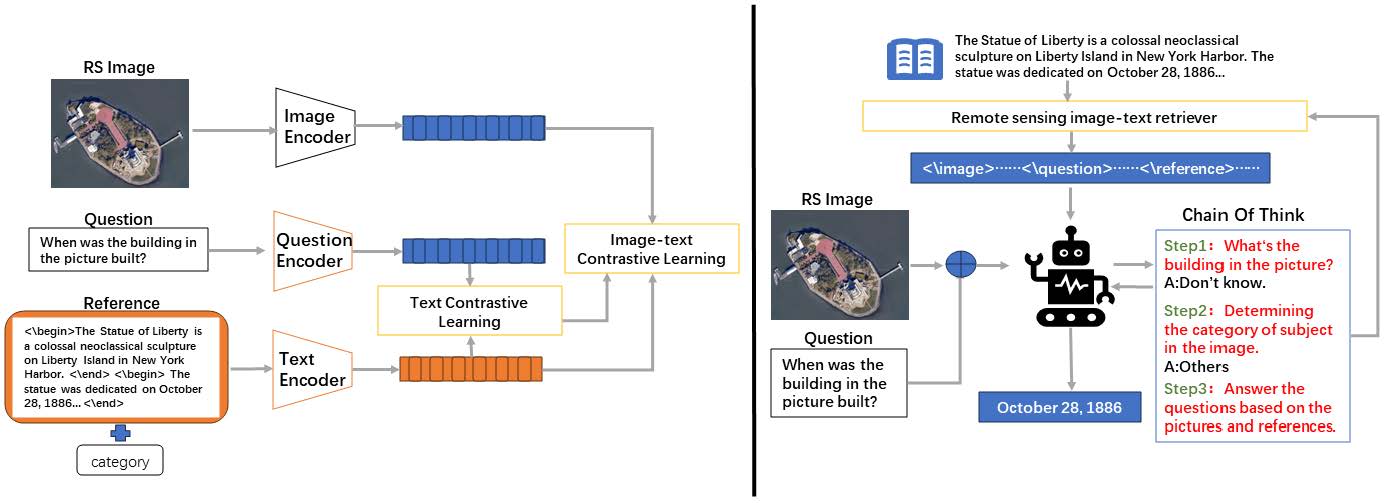 RS Image
Image
Encoder
Question
When was the building in
the picture built?
Question
Encoder
Image-text
Contrastive Learning
Text Contrastive
Learning
Reference
<\begin>The Statue of Liberty is
a colossal neoclassical sculpture
on Liberty Island in New York
Harbor. <\end> <\begin> The
statue was dedicated on October
28, 1886... <\end>
Text
Encoder
category
The Statue of Liberty is a colossal neoclassical
sculpture on Liberty Island in New York Harbor. The
statue was dedicated on October 28, 1886...
Remote sensing image-text retriever
<\image>······<\question>······<\reference>······
RS Image
Question
When was the
building in the
picture built?
October 28, 1886
Chain Of Think
Step1: What's the
building in the picture?
A:Don't know.
Step2: Determining
the category of subject
in the image.
A:Others
Step3: Answer the
questions based on the
pictures and references.